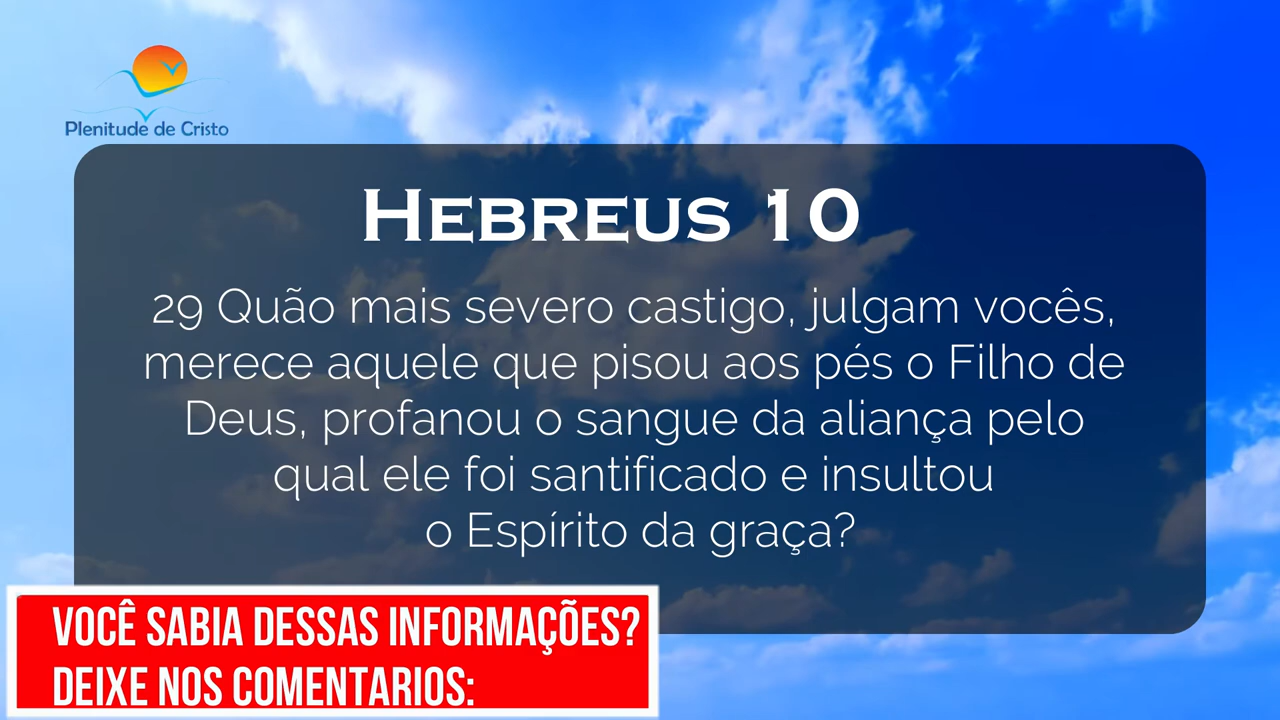 Plenitude de Cristo
Hebreus 10
29 Quão mais severo castigo, julgam vocês,
merece aquele que pisou aos pés o Filho de
Deus, profanou o sangue da aliança pelo
qual ele foi santificado e insultou
o Espírito da graça?
VOCÊ SABIA DESSAS INFORMAÇÕES?
DEIXE NOS COMENTARIOS: